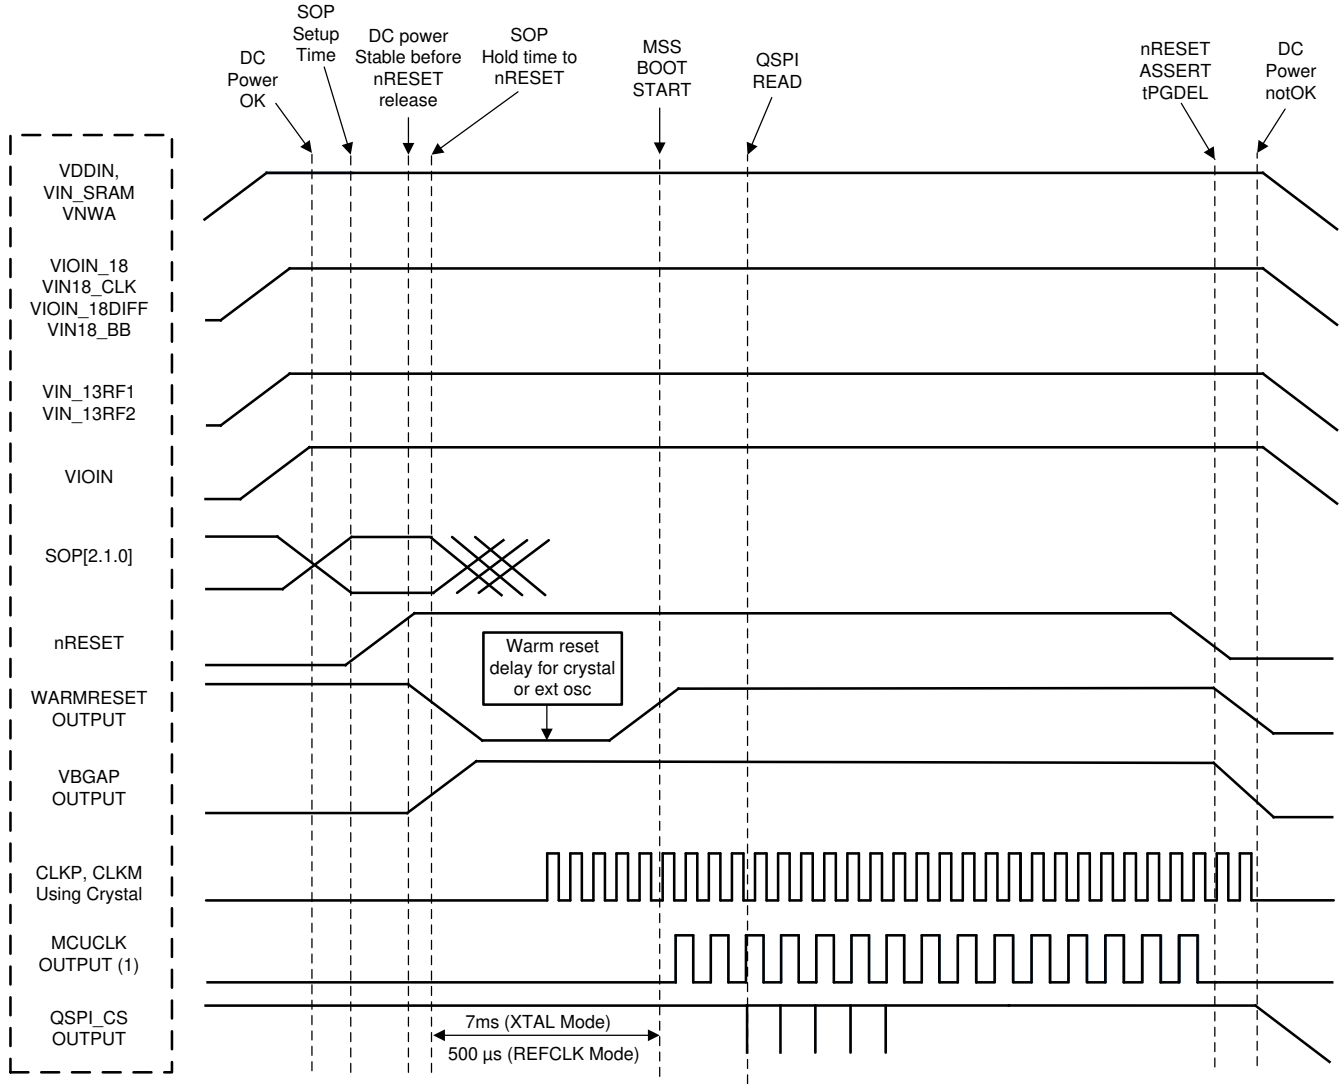 DC
Power
OK
SOP
Setup
Time
DC power
Stable before
nRESET
release
SOP
Hold time to
nRESET
MSS
BOOT
START
QSPI
READ
nRESET
ASSERT
tPGDEL
DC
Power
notOK
VDDIN,
VIN_SRAM
VNWA
VIOIN_18
VIN18_CLK
VIOIN_18DIFF
VIN18_BB
VIN_13RF1
VIN_13RF2
VIOIN
SOP[2.1.0]
nRESET
Warm reset
delay for crystal
or ext osc
WARMRESET
OUTPUT
VBGAP
OUTPUT
CLKP, CLKM
Using Crystal
MCUCLK
OUTPUT (1)
QSPI_CS
OUTPUT
7ms (XTAL Mode)
500 µs (REFCLK Mode)